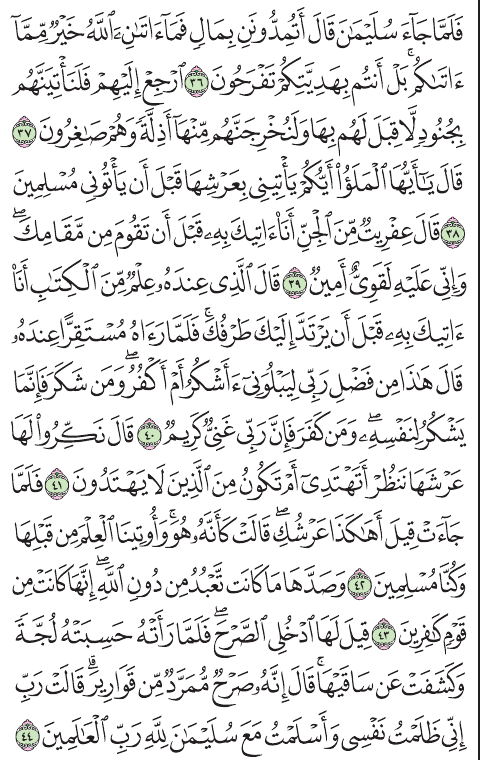 فَلَمَّا جَآءَ سُلَيۡمَٰنَ قَالَ أَتُمِدُّونَنِ بِمَالٖ فَمَآ ءَاتَىٰنِۦَ ٱللَّهُ خَيۡرٞ مِّمَّآ
ءَاتَىٰكُمۚ بَلۡ أَنتُم بِهَدِيَّتِكُمۡ تَفۡرَحُونَ ٣٦ ٱرۡجِعۡ إِلَيۡهِمۡ فَلَنَأۡتِيَنَّهُم
بِجُنُودٖ لَّا قِبَلَ لَهُم بِهَا وَلَنُخۡرِجَنَّهُم مِّنۡهَآ أَذِلَّةٗ وَهُمۡ صَٰغِرُونَ ٣٧
قَالَ يَٰٓأَيُّهَا ٱلۡمَلَؤُاْ أَيُّكُمۡ يَأۡتِينِي بِعَرۡشِهَا قَبۡلَ أَن يَأۡتُونِي مُسۡلِمِينَ
٣٨ قَالَ عِفۡرِيتٞ مِّنَ ٱلۡجِنِّ أَنَا۠ ءَاتِيكَ بِهِۦ قَبۡلَ أَن تَقُومَ مِن مَّقَامِكَۖ
وَإِنِّي عَلَيۡهِ لَقَوِيٌّ أَمِينٞ ٣٩ قَالَ ٱلَّذِي عِندَهُۥ عِلۡمٞ مِّنَ ٱلۡكِتَٰبِ أَنَا۠
ءَاتِيكَ بِهِۦ قَبۡلَ أَن يَرۡتَدَّ إِلَيۡكَ طَرۡفُكَۚ فَلَمَّا رَءَاهُ مُسۡتَقِرًّا عِندَهُۥ
قَالَ هَٰذَا مِن فَضۡلِ رَبِّي لِيَبۡلُوَنِيٓ ءَأَشۡكُرُ أَمۡ أَكۡفُرُۖ وَمَن شَكَرَ فَإِنَّمَا
يَشۡكُرُ لِنَفۡسِهِۦۖ وَمَن كَفَرَ فَإِنَّ رَبِّي غَنِيّٞ كَرِيمٞ ٤٠ قَالَ نَكِّرُواْ لَهَا
عَرۡشَهَا نَنظُرۡ أَتَهۡتَدِيٓ أَمۡ تَكُونُ مِنَ ٱلَّذِينَ لَا يَهۡتَدُونَ ٤١ فَلَمَّا
جَآءَتۡ قِيلَ أَهَٰكَذَا عَرۡشُكِۖ قَالَتۡ كَأَنَّهُۥ هُوَۚ وَأُوتِينَا ٱلۡعِلۡمَ مِن قَبۡلِهَا
وَكُنَّا مُسۡلِمِينَ ٤٢ وَصَدَّهَا مَا كَانَت تَّعۡبُدُ مِن دُونِ ٱللَّهِۖ إِنَّهَا كَانَتۡ مِن
قَوۡمٖ كَٰفِرِينَ ٤٣ قِيلَ لَهَا ٱدۡخُلِي ٱلصَّرۡحَۖ فَلَمَّا رَأَتۡهُ حَسِبَتۡهُ لُجَّةٗ
وَكَشَفَتۡ عَن سَاقَيۡهَاۚ قَالَ إِنَّهُۥ صَرۡحٞ مُّمَرَّدٞ مِّن قَوَارِيرَۗ قَالَتۡ رَبِّ
إِنِّي ظَلَمۡتُ نَفۡسِي وَأَسۡلَمۡتُ مَعَ سُلَيۡمَٰنَ لِلَّهِ رَبِّ ٱلۡعَٰلَمِينَ ٤٤